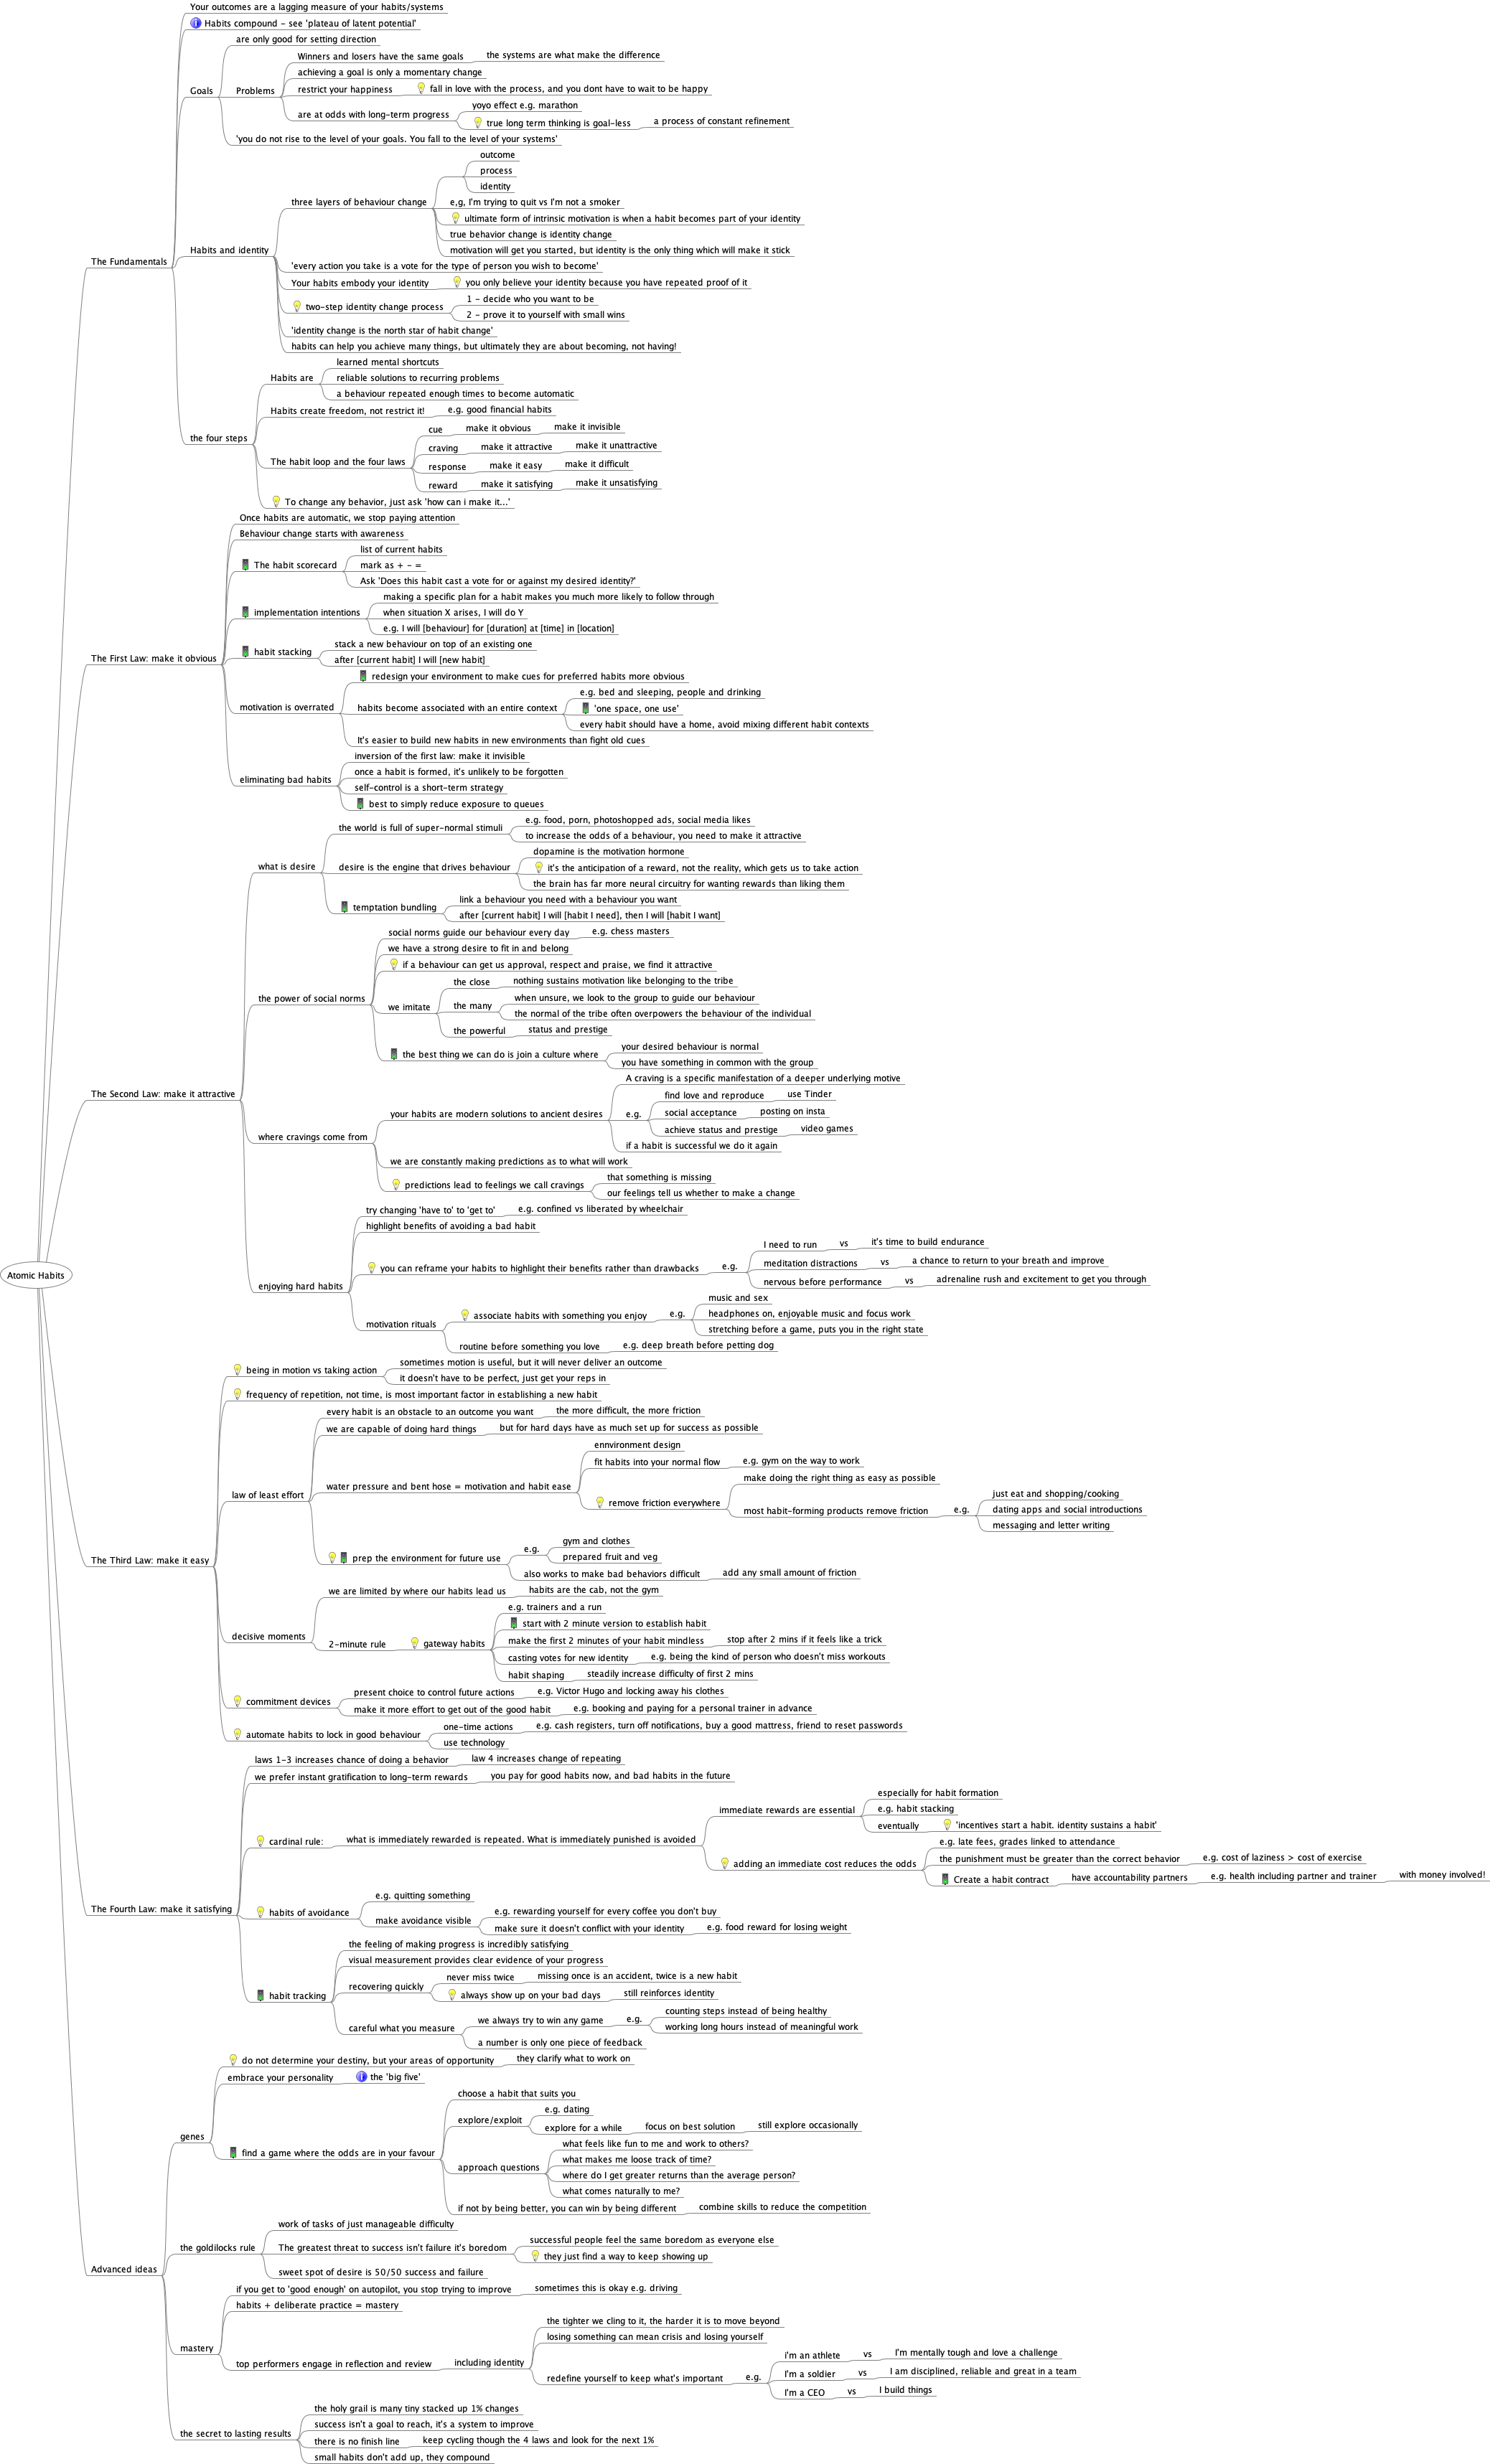 Atomic Habits
The Fundamentals
Your outcomes are a lagging measure of your habits/systems
Habits compound - see 'plateau of latent potential'
Goals
are only good for setting direction
Problems
Winners and losers have the same goals
the systems are what make the difference
achieving a goal is only a momentary change
restrict your happiness
fall in love with the process, and you dont have to wait to be happy
are at odds with long-term progress
yoyo effect e.g. marathon
true long term thinking is goal-less
a process of constant refinement
'you do not rise to the level of your goals. You fall to the level of your systems'
Habits and identity
three layers of behaviour change
outcome
process
identity
e,g, I'm trying to quit vs I'm not a smoker
ultimate form of intrinsic motivation is when a habit becomes part of your identity
true behavior change is identity change
motivation will get you started, but identity is the only thing which will make it stick
'every action you take is a vote for the type of person you wish to become'
Your habits embody your identity
you only believe your identity because you have repeated proof of it
two-step identity change process
1 - decide who you want to be
2 - prove it to yourself with small wins
'identity change is the north star of habit change'
habits can help you achieve many things, but ultimately they are about becoming, not having!
the four steps
Habits are
learned mental shortcuts
reliable solutions to recurring problems
a behaviour repeated enough times to become automatic
Habits create freedom, not restrict it!
e.g. good financial habits
The habit loop and the four laws
cue
make it obvious
make it invisible
craving
make it attractive
make it unattractive
response
make it easy
make it difficult
reward
make it satisfying
make it unsatisfying
To change any behavior, just ask 'how can i make it...'
The First Law: make it obvious
Once habits are automatic, we stop paying attention
Behaviour change starts with awareness
The habit scorecard
list of current habits
mark as + - =
Ask 'Does this habit cast a vote for or against my desired identity?'
implementation intentions
making a specific plan for a habit makes you much more likely to follow through
when situation X arises, I will do Y
e.g. I will [behaviour] for [duration] at [time] in [location]
habit stacking
stack a new behaviour on top of an existing one
after [current habit] I will [new habit]
motivation is overrated
redesign your environment to make cues for preferred habits more obvious
habits become associated with an entire context
e.g. bed and sleeping, people and drinking
'one space, one use'
every habit should have a home, avoid mixing different habit contexts
It's easier to build new habits in new environments than fight old cues
eliminating bad habits
inversion of the first law: make it invisible
once a habit is formed, it's unlikely to be forgotten
self-control is a short-term strategy
best to simply reduce exposure to queues
The Second Law: make it attractive
what is desire
the world is full of super-normal stimuli
e.g. food, porn, photoshopped ads, social media likes
to increase the odds of a behaviour, you need to make it attractive
desire is the engine that drives behaviour
dopamine is the motivation hormone
it's the anticipation of a reward, not the reality, which gets us to take action
the brain has far more neural circuitry for wanting rewards than liking them
temptation bundling
link a behaviour you need with a behaviour you want
after [current habit] I will [habit I need], then I will [habit I want]
the power of social norms
social norms guide our behaviour every day
e.g. chess masters
we have a strong desire to fit in and belong
if a behaviour can get us approval, respect and praise, we find it attractive
we imitate
the close
nothing sustains motivation like belonging to the tribe
the many
when unsure, we look to the group to guide our behaviour
the normal of the tribe often overpowers the behaviour of the individual
the powerful
status and prestige
the best thing we can do is join a culture where
your desired behaviour is normal
you have something in common with the group
where cravings come from
your habits are modern solutions to ancient desires
A craving is a specific manifestation of a deeper underlying motive
e.g.
find love and reproduce
use Tinder
social acceptance
posting on insta
achieve status and prestige
video games
if a habit is successful we do it again
we are constantly making predictions as to what will work
predictions lead to feelings we call cravings
that something is missing
our feelings tell us whether to make a change
enjoying hard habits
try changing 'have to' to 'get to'
e.g. confined vs liberated by wheelchair
highlight benefits of avoiding a bad habit
you can reframe your habits to highlight their benefits rather than drawbacks
e.g.
I need to run
vs
it's time to build endurance
meditation distractions
vs
a chance to return to your breath and improve
nervous before performance
vs
adrenaline rush and excitement to get you through
motivation rituals
associate habits with something you enjoy
e.g.
music and sex
headphones on, enjoyable music and focus work
stretching before a game, puts you in the right state
routine before something you love
e.g. deep breath before petting dog
The Third Law: make it easy
being in motion vs taking action
sometimes motion is useful, but it will never deliver an outcome
it doesn't have to be perfect, just get your reps in
frequency of repetition, not time, is most important factor in establishing a new habit
law of least effort
every habit is an obstacle to an outcome you want
the more difficult, the more friction
we are capable of doing hard things
but for hard days have as much set up for success as possible
water pressure and bent hose = motivation and habit ease
ennvironment design
fit habits into your normal flow
e.g. gym on the way to work
remove friction everywhere
make doing the right thing as easy as possible
most habit-forming products remove friction
e.g.
just eat and shopping/cooking
dating apps and social introductions
messaging and letter writing
prep the environment for future use
e.g.
gym and clothes
prepared fruit and veg
also works to make bad behaviors difficult
add any small amount of friction
decisive moments
we are limited by where our habits lead us
habits are the cab, not the gym
2-minute rule
gateway habits
e.g. trainers and a run
start with 2 minute version to establish habit
make the first 2 minutes of your habit mindless
stop after 2 mins if it feels like a trick
casting votes for new identity
e.g. being the kind of person who doesn't miss workouts
habit shaping
steadily increase difficulty of first 2 mins
commitment devices
present choice to control future actions
e.g. Victor Hugo and locking away his clothes
make it more effort to get out of the good habit
e.g. booking and paying for a personal trainer in advance
automate habits to lock in good behaviour
one-time actions
e.g. cash registers, turn off notifications, buy a good mattress, friend to reset passwords
use technology
The Fourth Law: make it satisfying
laws 1-3 increases chance of doing a behavior
law 4 increases change of repeating
we prefer instant gratification to long-term rewards
you pay for good habits now, and bad habits in the future
cardinal rule:
what is immediately rewarded is repeated. What is immediately punished is avoided
immediate rewards are essential
especially for habit formation
e.g. habit stacking
eventually
'incentives start a habit. identity sustains a habit'
adding an immediate cost reduces the odds
e.g. late fees, grades linked to attendance
the punishment must be greater than the correct behavior
e.g. cost of laziness > cost of exercise
Create a habit contract
have accountability partners
e.g. health including partner and trainer
with money involved!
habits of avoidance
e.g. quitting something
make avoidance visible
e.g. rewarding yourself for every coffee you don't buy
make sure it doesn't conflict with your identity
e.g. food reward for losing weight
habit tracking
the feeling of making progress is incredibly satisfying
visual measurement provides clear evidence of your progress
recovering quickly
never miss twice
missing once is an accident, twice is a new habit
always show up on your bad days
still reinforces identity
careful what you measure
we always try to win any game
e.g.
counting steps instead of being healthy
working long hours instead of meaningful work
a number is only one piece of feedback
Advanced ideas
genes
do not determine your destiny, but your areas of opportunity
they clarify what to work on
embrace your personality
the 'big five'
find a game where the odds are in your favour
choose a habit that suits you
explore/exploit
e.g. dating
explore for a while
focus on best solution
still explore occasionally
approach questions
what feels like fun to me and work to others?
what makes me loose track of time?
where do I get greater returns than the average person?
what comes naturally to me?
if not by being better, you can win by being different
combine skills to reduce the competition
the goldilocks rule
work of tasks of just manageable difficulty
The greatest threat to success isn't failure it's boredom
successful people feel the same boredom as everyone else
they just find a way to keep showing up
sweet spot of desire is 50/50 success and failure
mastery
if you get to 'good enough' on autopilot, you stop trying to improve
sometimes this is okay e.g. driving
habits + deliberate practice = mastery
top performers engage in reflection and review
including identity
the tighter we cling to it, the harder it is to move beyond
losing something can mean crisis and losing yourself
redefine yourself to keep what's important
e.g.
i'm an athlete
vs
I'm mentally tough and love a challenge
I'm a soldier
vs
I am disciplined, reliable and great in a team
I'm a CEO
vs
I build things
the secret to lasting results
the holy grail is many tiny stacked up 1% changes
success isn't a goal to reach, it's a system to improve
there is no finish line
keep cycling though the 4 laws and look for the next 1%
small habits don't add up, they compound